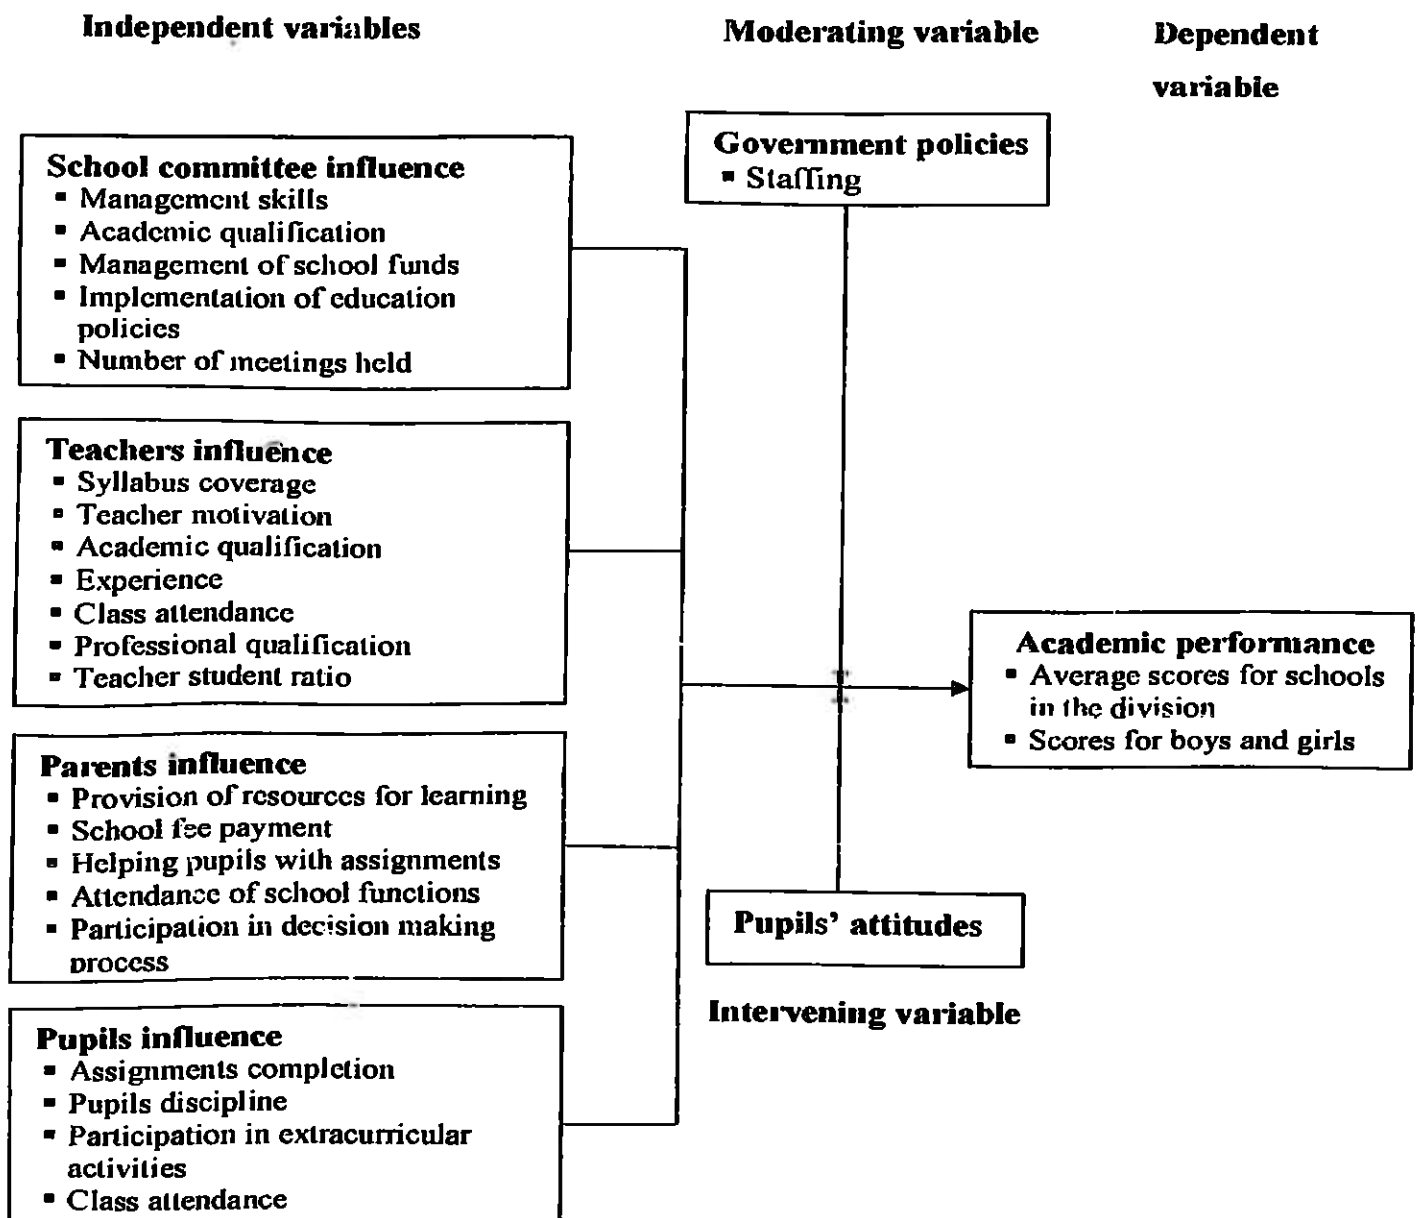 Independent variables
Moderating variable
Dependent
variable
School committee influence
▪ Management skills
▪ Academic qualification
▪ Management of school funds
▪ Implementation of education
policies
▪ Number of meetings held
Teachers influence
▪ Syllabus coverage
▪ Teacher motivation
▪ Academic qualification
▪ Experience
▪ Class attendance
▪ Professional qualification
▪ Teacher student ratio
Parents influence
▪ Provision of resources for learning
▪ School fee payment
▪ Helping pupils with assignments
▪ Attendance of school functions
▪ Participation in decision making
process
Pupils influence
▪ Assignments completion
▪ Pupils discipline
▪ Participation in extracurricular
activities
▪ Class attendance
Government policies
▪ Staffing
Pupils' attitudes
Intervening variable
Academic performance
▪ Average scores for schools
in the division
▪ Scores for boys and girls